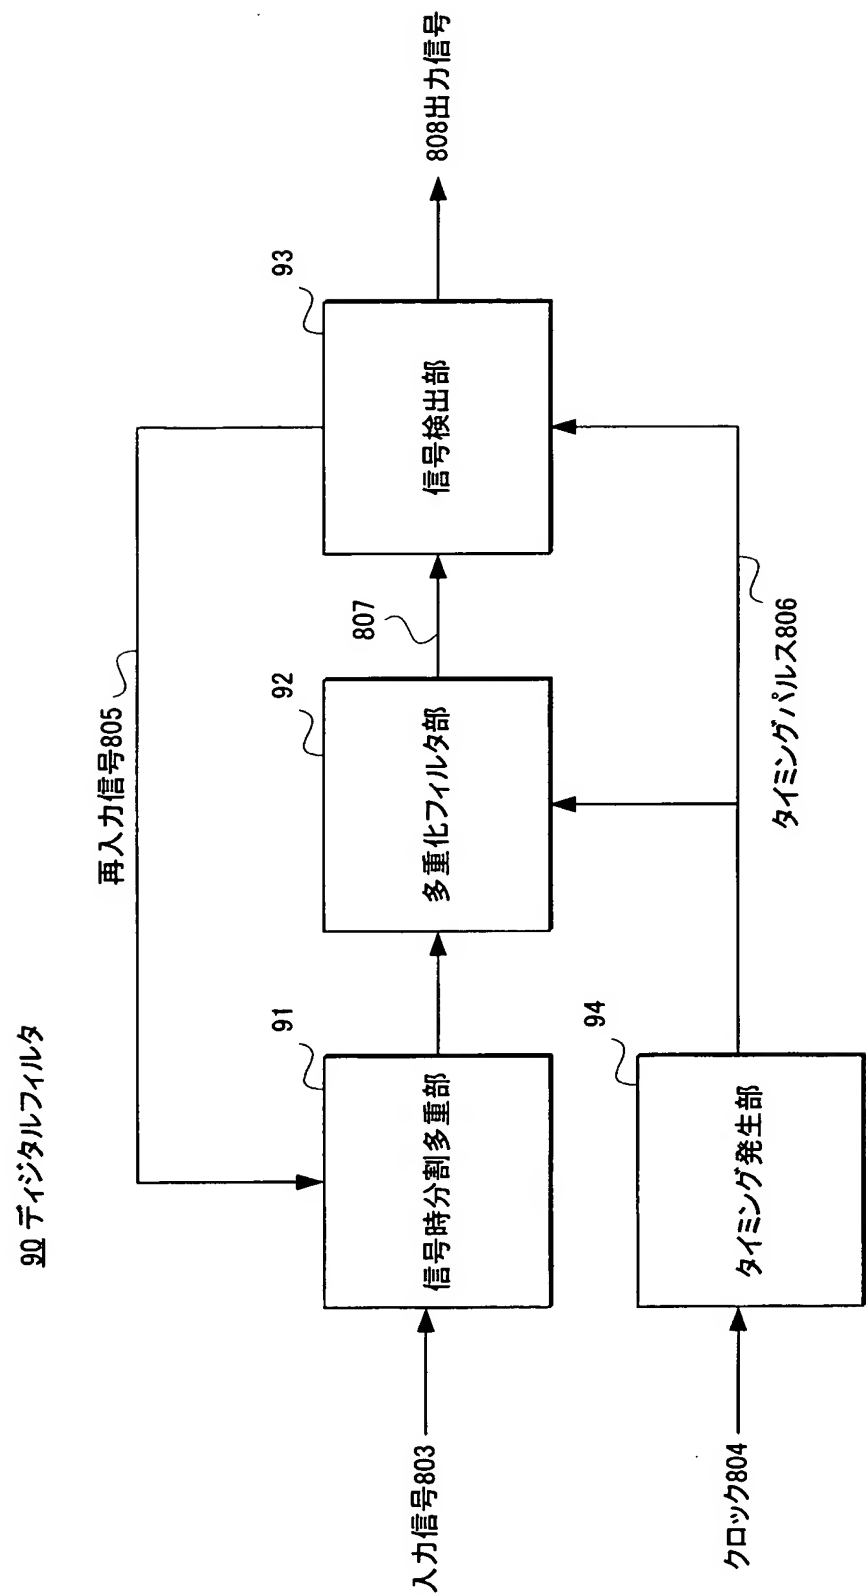 90 ディジタルフィルタ
再入力信号805
91
92
93
807
入力信号803
信号時分割多重部
多重化フィルタ部
信号検出部
808出力信号
94
クロック804
タイミング発生部
タイミングパルス806